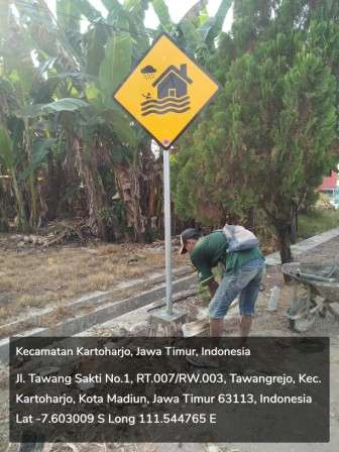 Kecamatan Kartoharjo, Jawa Timur, Indonesia
Jl. Tawang Sakti No.1, RT.007/RW.003, Tawangrejo, Kec.
Kartoharjo, Kota Madiun, Jawa Timur 63113, Indonesia
Lat -7.603009 S Long 111.544765 E